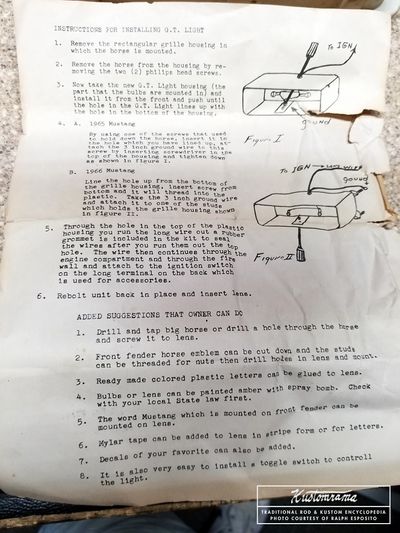 INSTRUCTIONS FOR INSTALLING G.T. LIGHT
1. Remove the rectangular grille housing in
which the horse is mounted.
2. Remove the horse from the housing by re-
moving the two (2) philips head screws.
3. Now take the new G.T. Light housing (the
part that the bulbs are mounted in) and
install it from the front and push until
the hole in the G.T. Light lines up with
the hole in the bottom of the housing.
4. A. 1965 Mustang
By using one of the screws that used
to hold down the horse, insert it in
the hole which you have lined up, at-
tach the 3 inch ground wire to this
screw by inserting screwdriver in the
top of the housing and tighten down
as shown in figure I.
B. 1966 Mustang
Line the hole up from the bottom of
the grille housing, insert screw from
bottom and it will thread into the
plastic. Take the 3 inch ground wire
and attach it to one of the studs
which holds the grille housing shown
in figure II.
5. Through the hole in the top of the plastic
housing you run the long wire out a rubber
grommet is included in the kit to seal
the wires after you run them out the top
hole. The wire then continues through the
engine compartment and through the fire
wall and attach to the ignition switch
on the long terminal on the back which
is used for accessories.
6. Rebolt unit back in place and insert lens.
To IGN
ground
Figure I
To IGN
ground
Figure II
ADDED SUGGESTIONS THAT OWNER CAN DO
1. Drill and tap big horse or drill a hole through the horse
and screw it to lens.
2. Front fender horse emblem can be cut down and the studs
can be threaded for nuts then drill holes in lens and mount.
3. Ready made colored plastic letters can be glued to lens.
4. Bulbs or lens can be painted amber with spray bomb. Check
with your local state law first.
5. The word Mustang which is mounted on front fender can be
mounted on lens.
6. Mylar tape can be added to lens in stripe form or for letters.
7. Decals of your favorite can also be added.
8. It is also very easy to install a toggle switch to controll
the light.
Kustomrama
TRADITIONAL ROD & KUSTOM ENCYCLOPEDIA
PHOTO COURTESY OF RALPH ESPOSITO